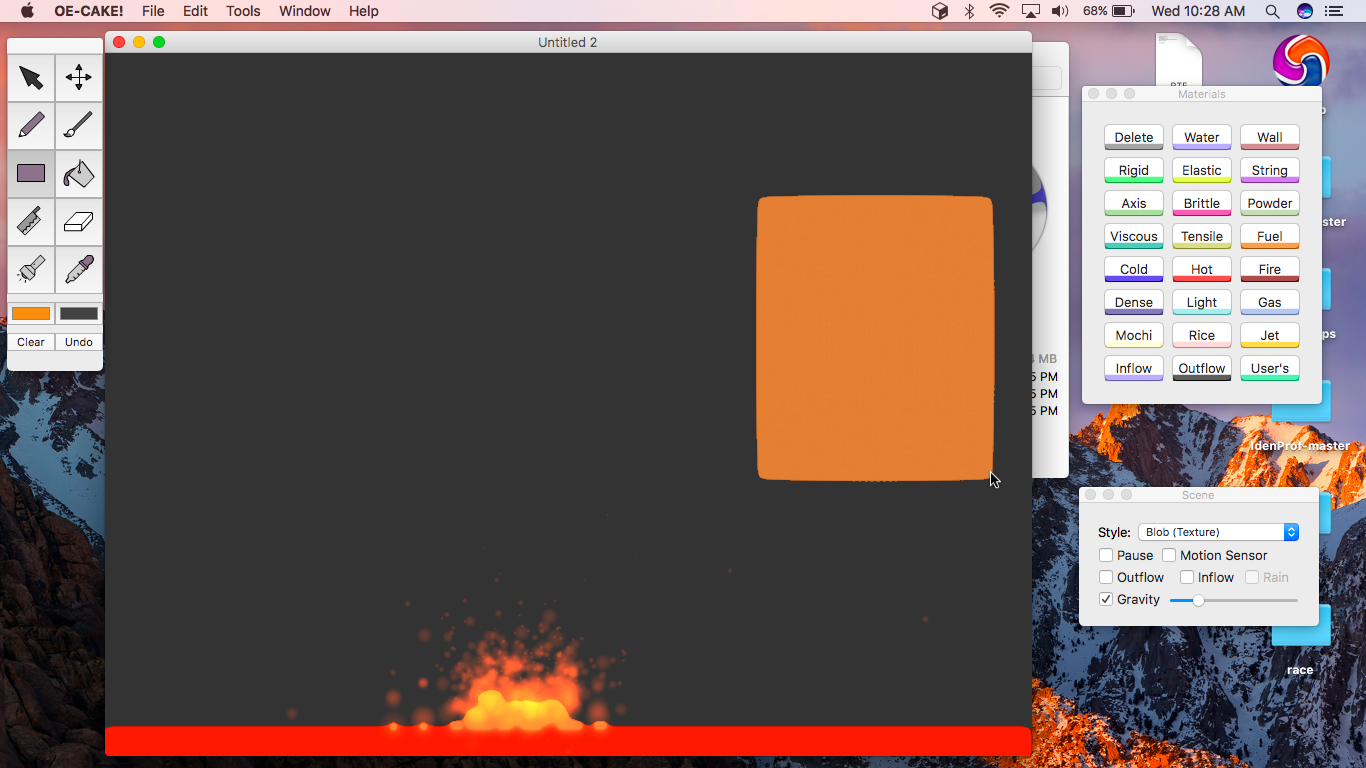 OE-CAKE! File Edit Tools Window Help 68% Wed 10:28 AM
Untitled 2
Clear Undo
4 MB
5 PM
5 PM
5 PM
Materials
Delete Water Wall
Rigid Elastic String
Axis Brittle Powder
Viscous Tensile Fuel
Cold Hot Fire
Dense Light Gas
Mochi Rice Jet
Inflow Outflow User's
ster
ps
IdenProf-master
Scene
Style: Blob (Texture)
Pause Motion Sensor
Outflow Inflow Rain
Gravity
race